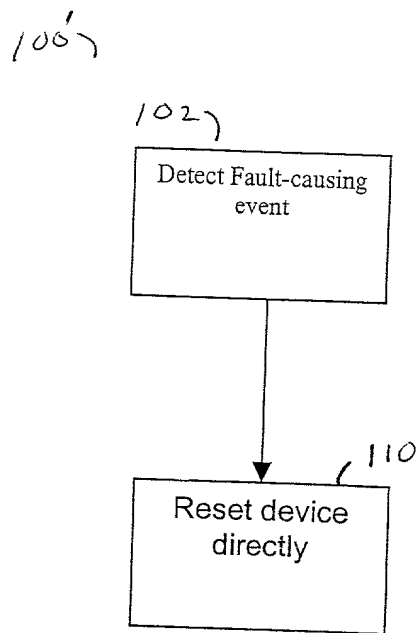 100'
102
Detect Fault-causing
event
110
Reset device
directly